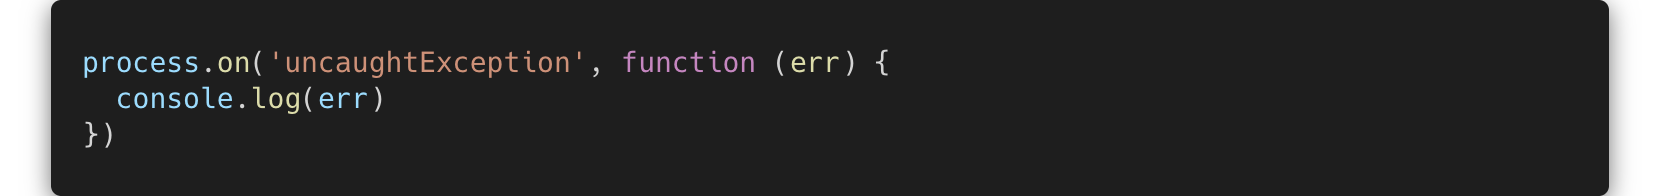 process.on('uncaughtException', function (err) {
  console.log(err)
})